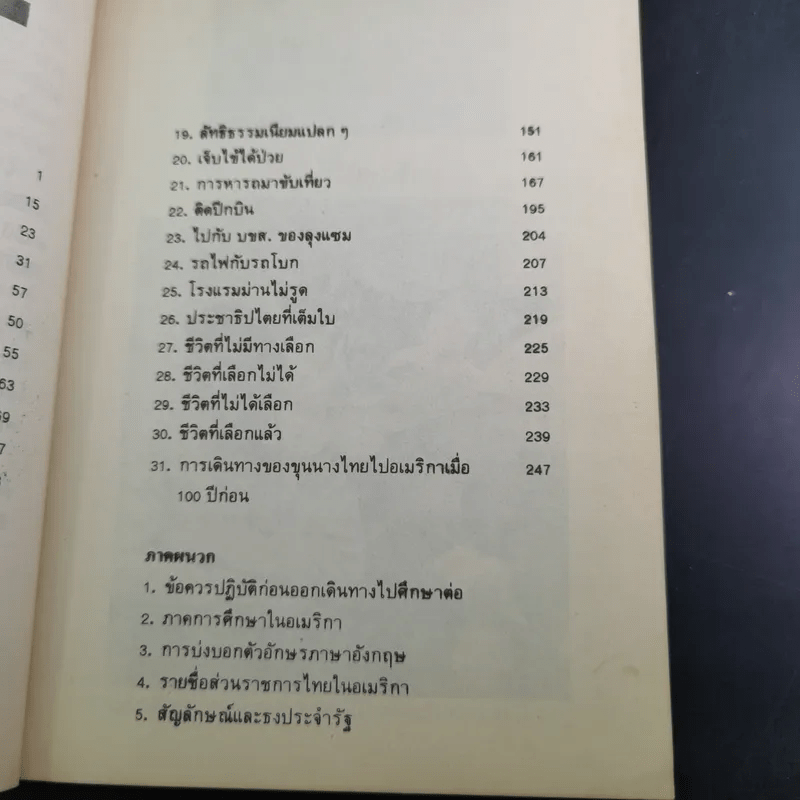 1
15
23
31
57
50
55
63
69
7
19. ลัทธิธรรมเนียมแปลก ๆ 151
20. เจ็บไข้ได้ป่วย 161
21. การหารถมาขับเที่ยว 167
22. ติดปีกบิน 195
23. ไปกับ บขส. ของลุงแซม 204
24. รถไฟกับรถโบก 207
25. โรงแรมม่านไม่รูด 213
26. ประชาธิปไตยที่เต็มใบ 219
27. ชีวิตที่ไม่มีทางเลือก 225
28. ชีวิตที่เลือกไม่ได้ 229
29. ชีวิตที่ไม่ได้เลือก 233
30. ชีวิตที่เลือกแล้ว 239
31. การเดินทางของขุนนางไทยไปอเมริกาเมื่อ 247
100 ปีก่อน
ภาคผนวก
1. ข้อควรปฏิบัติก่อนออกเดินทางไปศึกษาต่อ
2. ภาคการศึกษาในอเมริกา
3. การบ่งบอกตัวอักษรภาษาอังกฤษ
4. รายชื่อส่วนราชการไทยในอเมริกา
5. สัญลักษณ์และธงประจำรัฐ